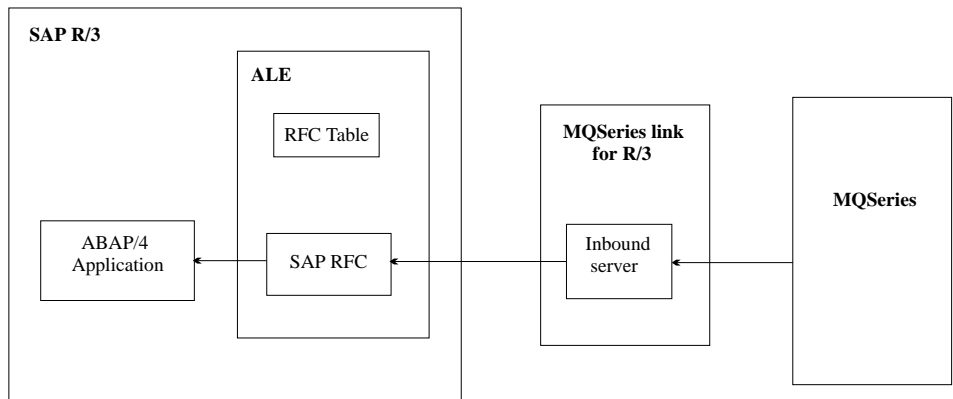 SAP R/3
ALE
RFC Table
MQSeries link
for R/3
MQSeries
ABAP/4
Application
SAP RFC
Inbound
server